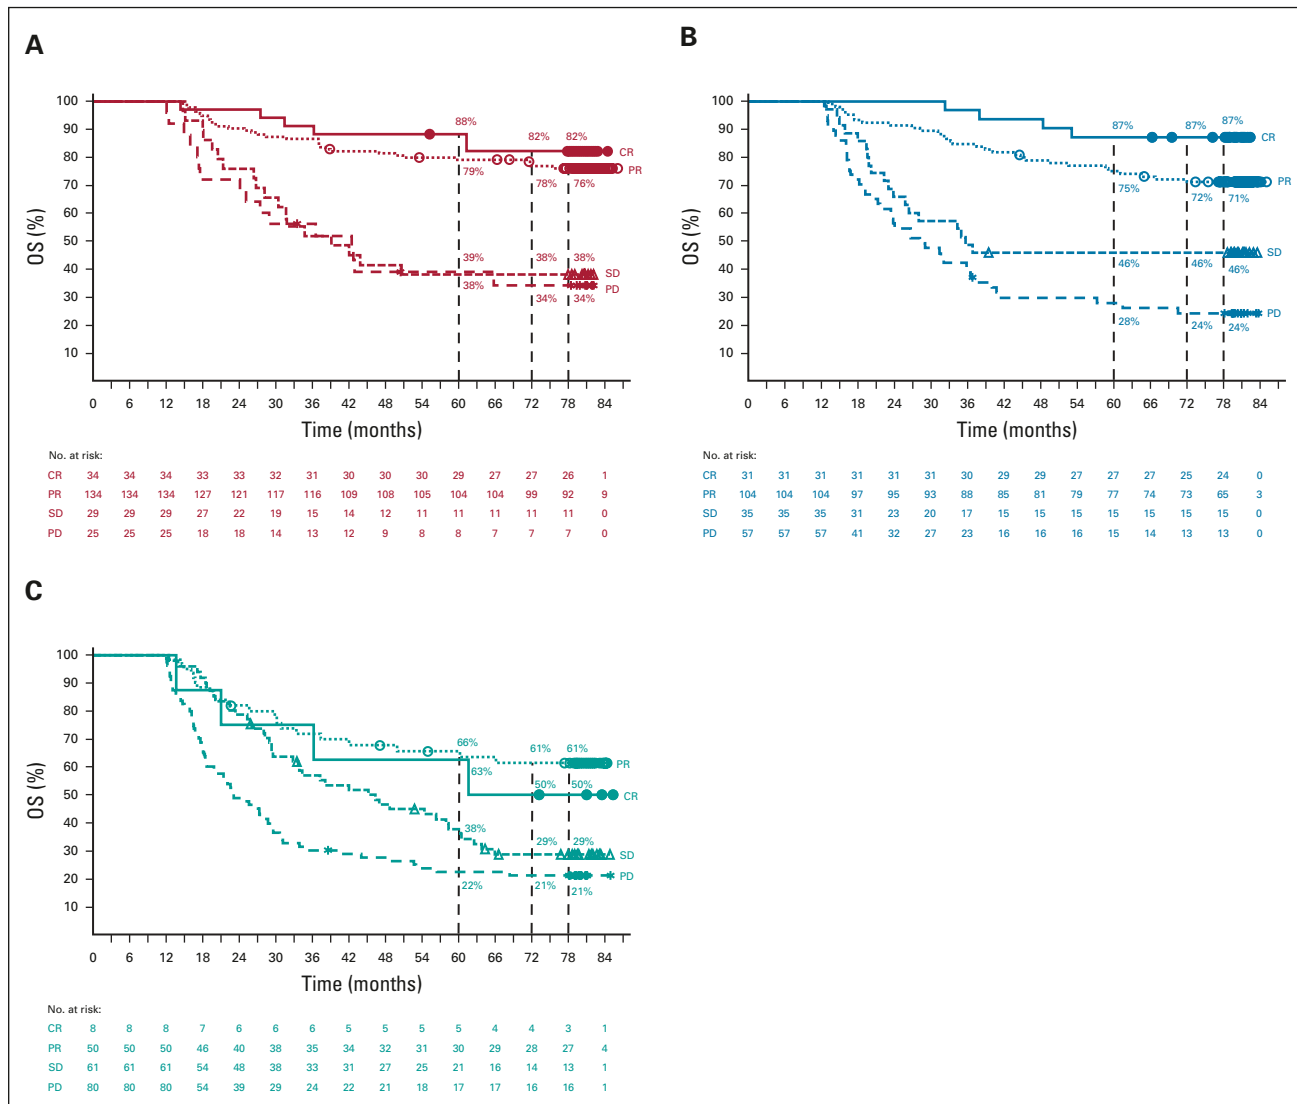 A
OS (%)
100
90
80
70
60
50
40
30
20
10
88%
82%
82%
CR
PR
79%
78%
76%
39%
38%
38%
SD
PD
38%
34%
34%
0 6 12 18 24 30 36 42 48 54 60 66 72 78 84
Time (months)
No. at risk:
CR 34 34 34 33 33 32 31 30 30 30 29 27 27 26 1
PR 134 134 134 127 121 117 116 109 108 105 104 104 99 92 9
SD 29 29 29 27 22 19 15 14 12 11 11 11 11 11 0
PD 25 25 25 18 18 14 13 12 9 8 8 7 7 7 0
B
OS (%)
100
90
80
70
60
50
40
30
20
10
87%
87%
87%
CR
PR
75%
72%
71%
SD
46%
46%
46%
PD
28%
24%
24%
0 6 12 18 24 30 36 42 48 54 60 66 72 78 84
Time (months)
No. at risk:
CR 31 31 31 31 31 31 30 29 29 27 27 27 25 24 0
PR 104 104 104 97 95 93 88 85 81 79 77 74 73 65 3
SD 35 35 35 31 23 20 17 15 15 15 15 15 15 15 0
PD 57 57 57 41 32 27 23 16 16 16 15 14 13 13 0
C
OS (%)
100
90
80
70
60
50
40
30
20
10
66%
61%
61%
PR
63%
50%
50%
CR
38%
29%
29%
SD
PD
22%
21%
21%
0 6 12 18 24 30 36 42 48 54 60 66 72 78 84
Time (months)
No. at risk:
CR 8 8 8 7 6 6 6 5 5 5 5 4 4 3 1
PR 50 50 50 46 40 38 35 34 32 31 30 29 28 27 4
SD 61 61 61 54 48 38 33 31 27 25 21 16 14 13 1
PD 80 80 80 54 39 29 24 22 21 18 17 17 16 16 1